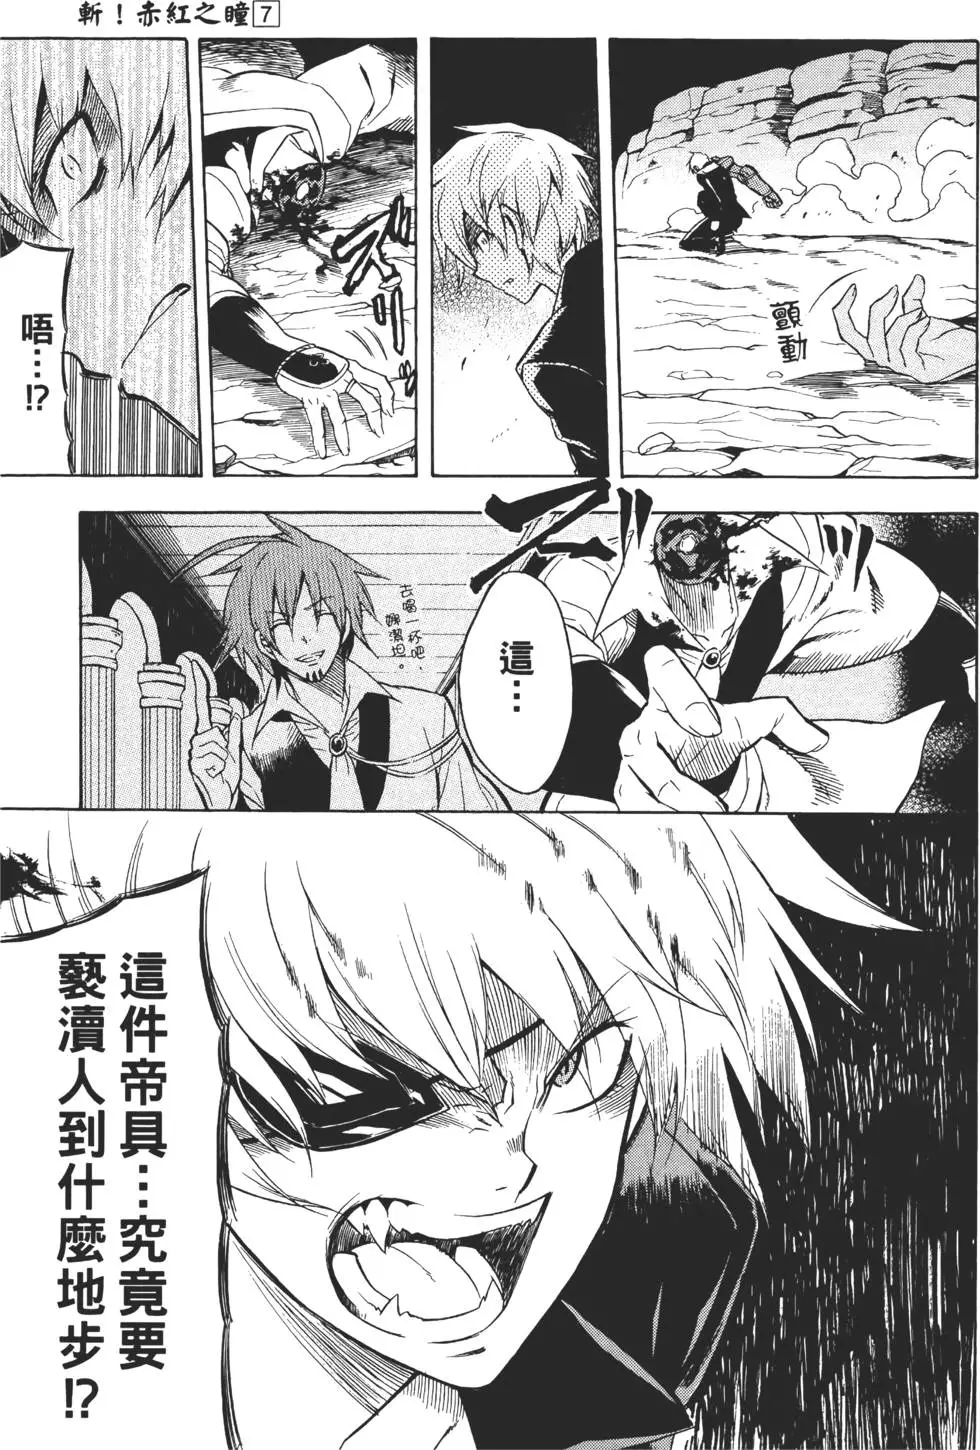 斬!赤紅之瞳7
顫動
唔…!?
這…
去喝一杯吧,
娜潔坦。
這件帝具…究竟要
褻瀆人到什麼地步!?